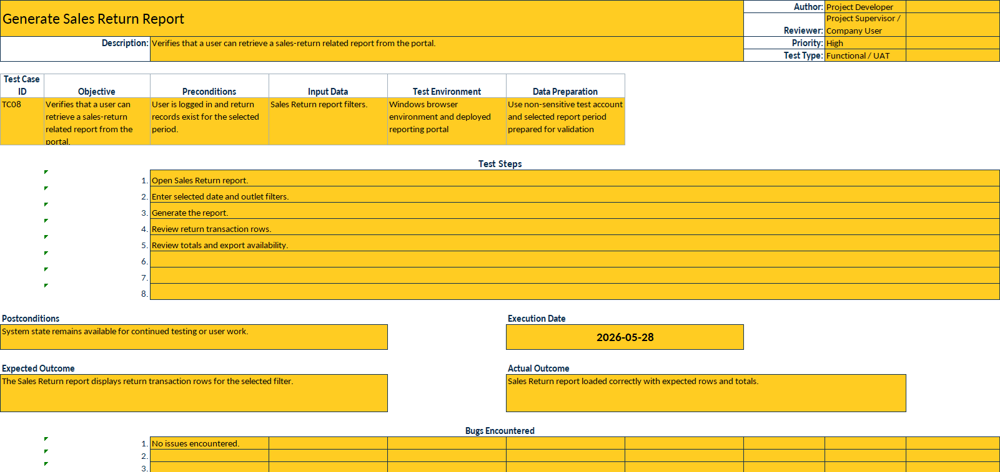 Generate Sales Return Report
Author: Project Developer
Reviewer: Project Supervisor /
Company User
Description: Verifies that a user can retrieve a sales-return related report from the portal.
Priority: High
Test Type: Functional / UAT
Test Case
ID
Objective
Preconditions
Input Data
Test Environment
Data Preparation
TC08
Verifies that a user can
retrieve a sales-return
related report from the
portal.
User is logged in and return
records exist for the selected
period.
Sales Return report filters.
Windows browser
environment and deployed
reporting portal
Use non-sensitive test account
and selected report period
prepared for validation
Test Steps
1. Open Sales Return report.
2. Enter selected date and outlet filters.
3. Generate the report.
4. Review return transaction rows.
5. Review totals and export availability.
6.
7.
8.
Postconditions
System state remains available for continued testing or user work.
Execution Date
2026-05-28
Expected Outcome
The Sales Return report displays return transaction rows for the selected filter.
Actual Outcome
Sales Return report loaded correctly with expected rows and totals.
Bugs Encountered
1. No issues encountered.
2.
3.